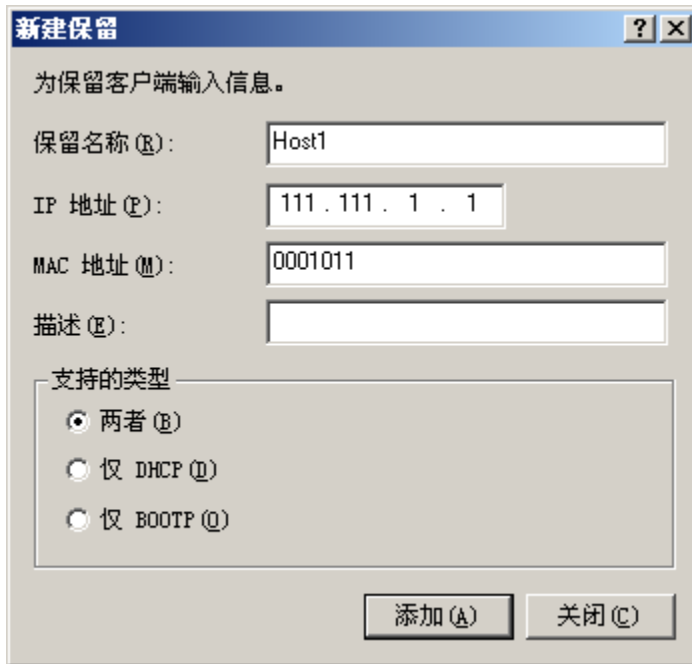 新建保留
为保留客户端输入信息。
保留名称(R): Host1
IP 地址(P): 111 . 111 . 1 . 1
MAC 地址(M): 0001011
描述(E):
支持的类型
两者(B)
仅 DHCP(D)
仅 BOOTP(O)
添加(A) 关闭(C)